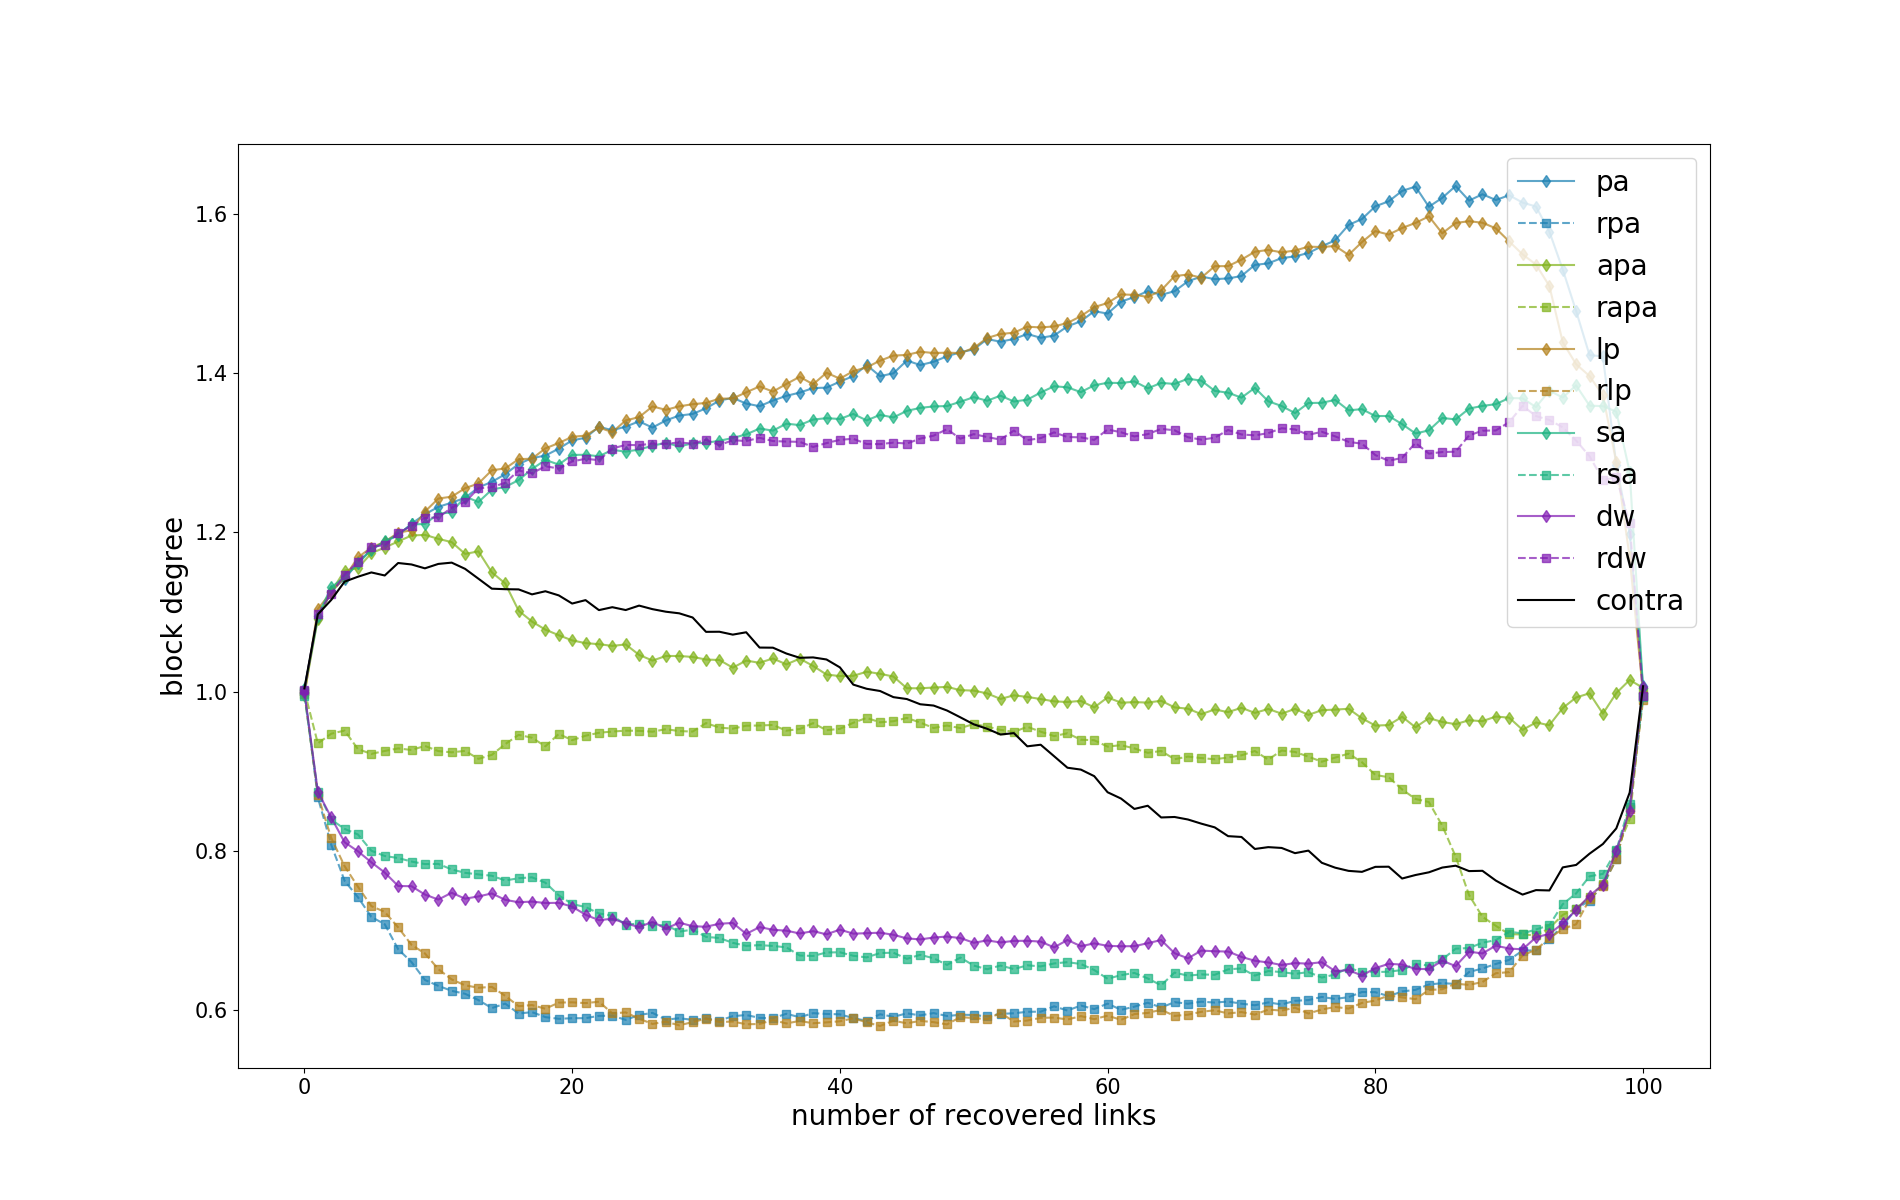 pa
rpa
apa
rapa
lp
rlp
sa
rsa
dw
rdw
contra
1.6
1.4
1.2
1.0
0.8
0.6
block degree
0 20 40 60 80 100
number of recovered links